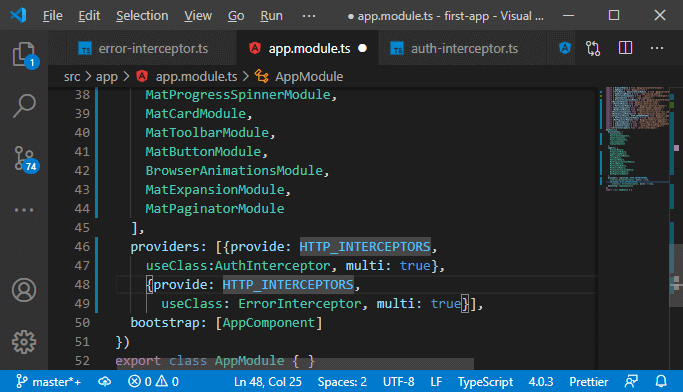 File Edit Selection View Go Run ··· ● app.module.ts - first-app - Visual ...
error-interceptor.ts app.module.ts ● auth-interceptor.ts
src > app > app.module.ts > AppModule
38 MatProgressSpinnerModule,
39 MatCardModule,
40 MatToolbarModule,
41 MatButtonModule,
42 BrowserAnimationsModule,
43 MatExpansionModule,
44 MatPaginatorModule
45 ],
46 providers: [{provide: HTTP_INTERCEPTORS,
47 useClass:AuthInterceptor, multi: true},
48 {provide: HTTP_INTERCEPTORS,
49 useClass: ErrorInterceptor, multi: true}],
50 bootstrap: [AppComponent]
51 })
52 export class AppModule { }
1
74
master*+ 0 0 Ln 48, Col 25 Spaces: 2 UTF-8 LF TypeScript 4.0.3 Prettier